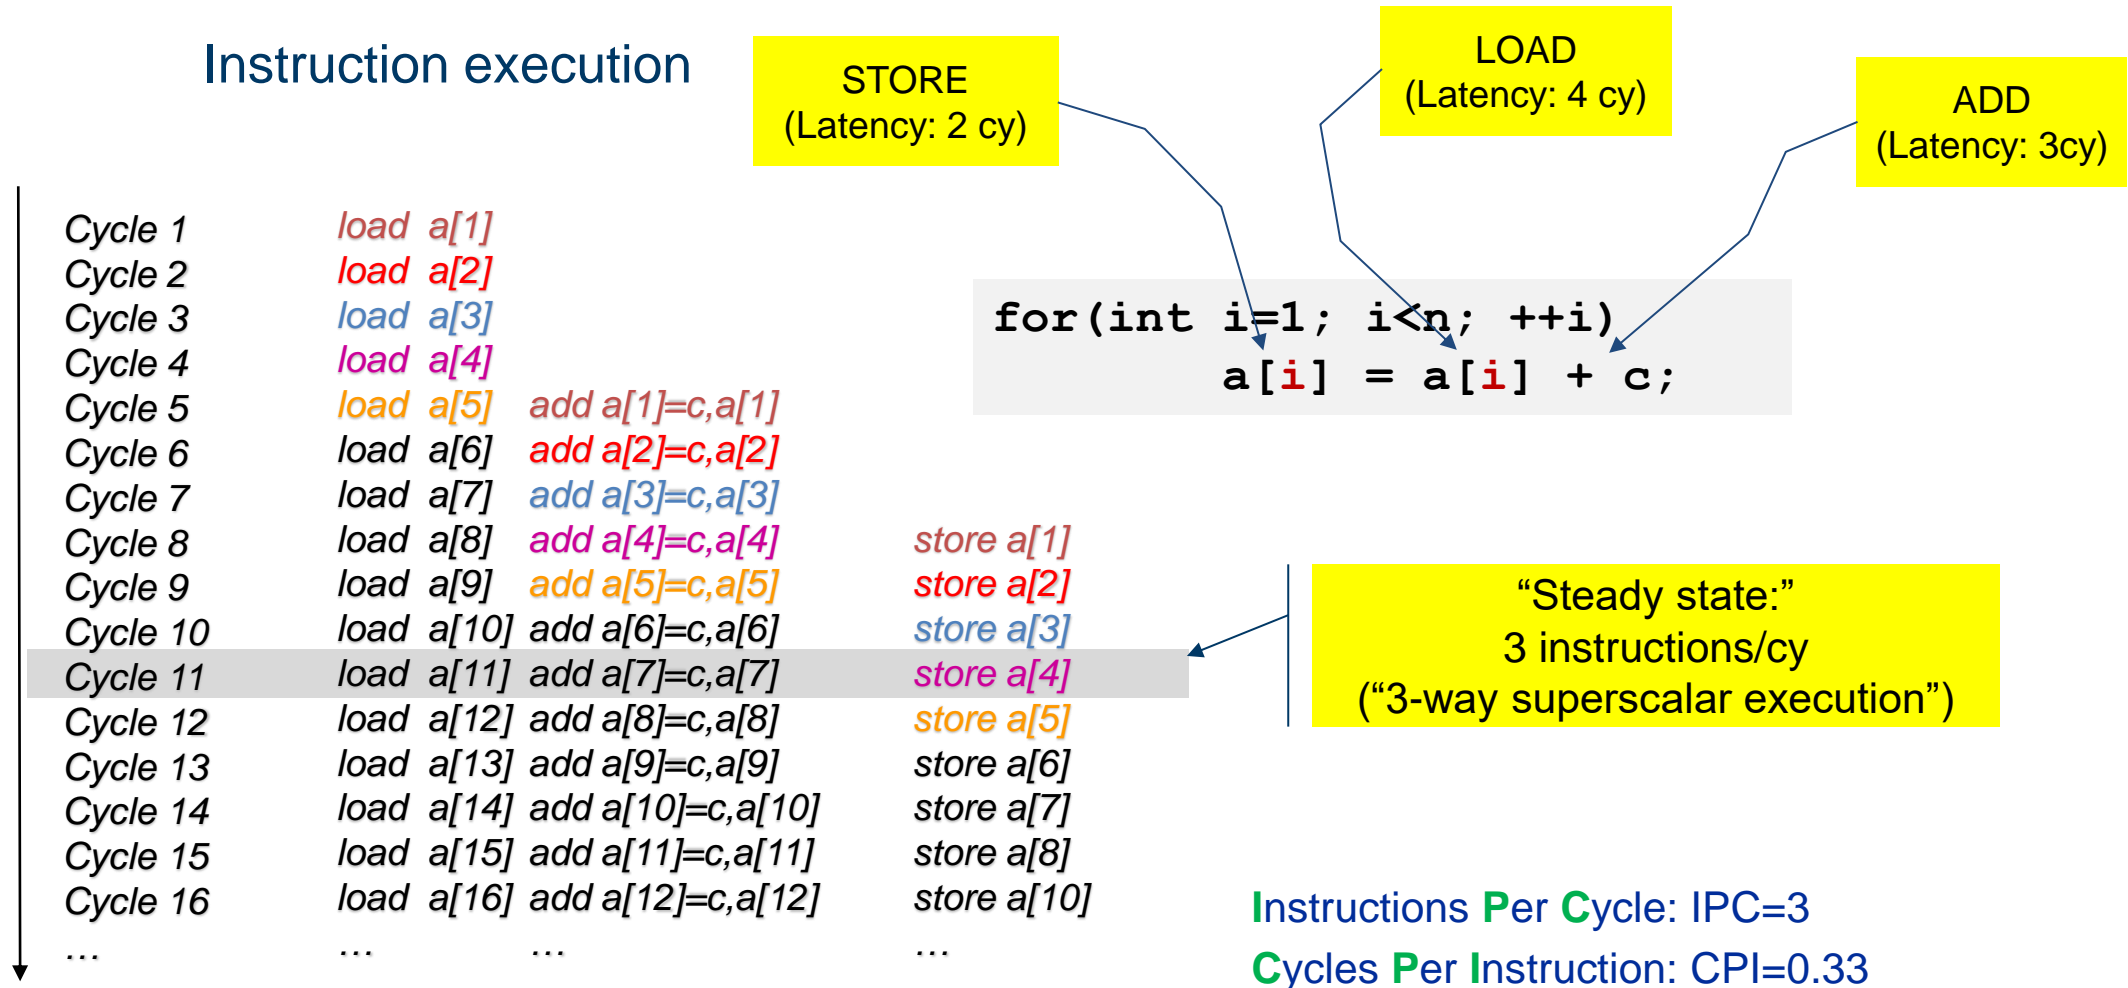 Instruction execution
STORE
(Latency: 2 cy)
LOAD
(Latency: 4 cy)
ADD
(Latency: 3cy)
for(int i=1; i<n; ++i)
a[i] = a[i] + c;
Cycle 1 load a[1]
Cycle 2 load a[2]
Cycle 3 load a[3]
Cycle 4 load a[4]
Cycle 5 load a[5] add a[1]=c,a[1]
Cycle 6 load a[6] add a[2]=c,a[2]
Cycle 7 load a[7] add a[3]=c,a[3]
Cycle 8 load a[8] add a[4]=c,a[4] store a[1]
Cycle 9 load a[9] add a[5]=c,a[5] store a[2]
Cycle 10 load a[10] add a[6]=c,a[6] store a[3]
Cycle 11 load a[11] add a[7]=c,a[7] store a[4]
Cycle 12 load a[12] add a[8]=c,a[8] store a[5]
Cycle 13 load a[13] add a[9]=c,a[9] store a[6]
Cycle 14 load a[14] add a[10]=c,a[10] store a[7]
Cycle 15 load a[15] add a[11]=c,a[11] store a[8]
Cycle 16 load a[16] add a[12]=c,a[12] store a[10]
… … … …
“Steady state:”
3 instructions/cy
(“3-way superscalar execution”)
Instructions Per Cycle: IPC=3
Cycles Per Instruction: CPI=0.33